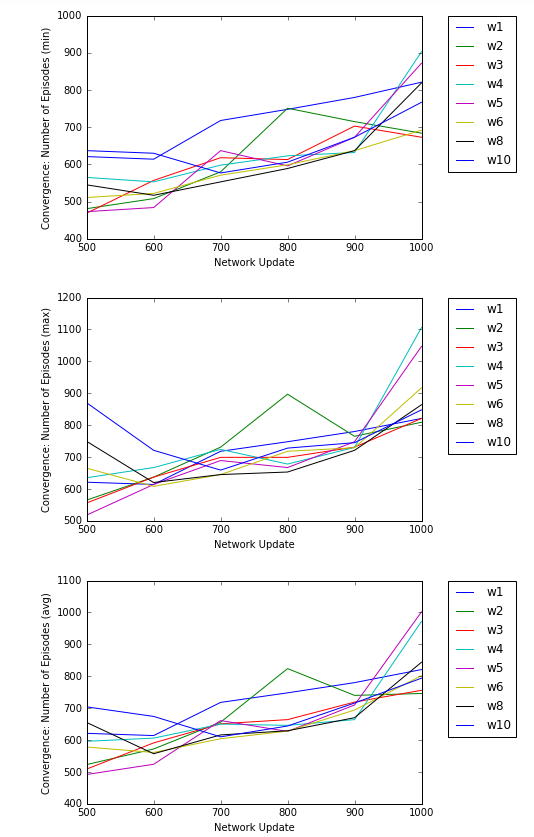 1000
900
800
700
600
500
400
Convergence: Number of Episodes (min)
500 600 700 800 900 1000
Network Update
w1
w2
w3
w4
w5
w6
w8
w10
1200
1100
1000
900
800
700
600
500
Convergence: Number of Episodes (max)
500 600 700 800 900 1000
Network Update
w1
w2
w3
w4
w5
w6
w8
w10
1100
1000
900
800
700
600
500
400
Convergence: Number of Episodes (avg)
500 600 700 800 900 1000
Network Update
w1
w2
w3
w4
w5
w6
w8
w10